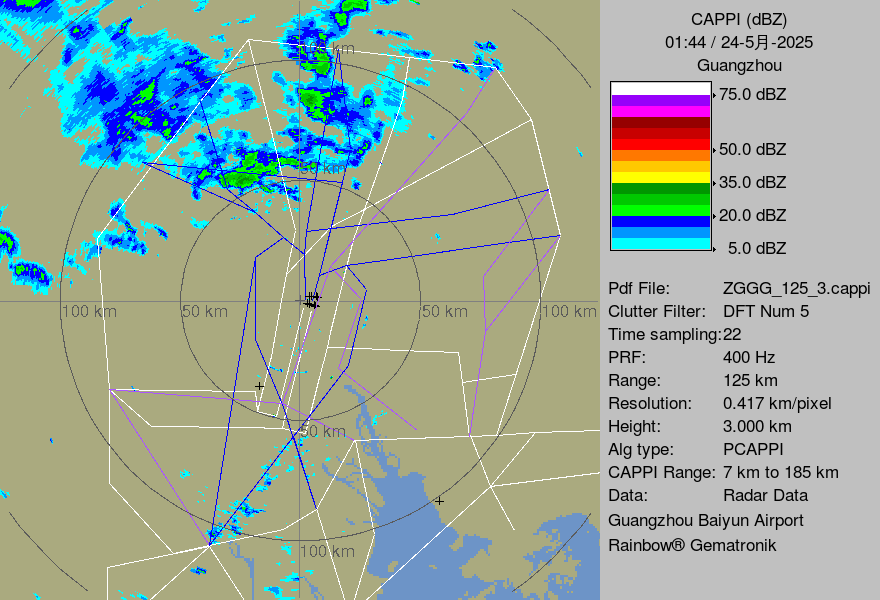 CAPPI (dBZ)
01:44 / 24-5月-2025
Guangzhou
75.0 dBZ
50.0 dBZ
35.0 dBZ
20.0 dBZ
5.0 dBZ
Pdf File: ZGGG_125_3.cappi
Clutter Filter: DFT Num 5
Time sampling:22
PRF: 400 Hz
Range: 125 km
Resolution: 0.417 km/pixel
Height: 3.000 km
Alg type: PCAPPI
CAPPI Range: 7 km to 185 km
Data: Radar Data
Guangzhou Baiyun Airport
Rainbow® Gematronik
km
50 km
100 km
50 km
50 km
100 km
50 km
100 km